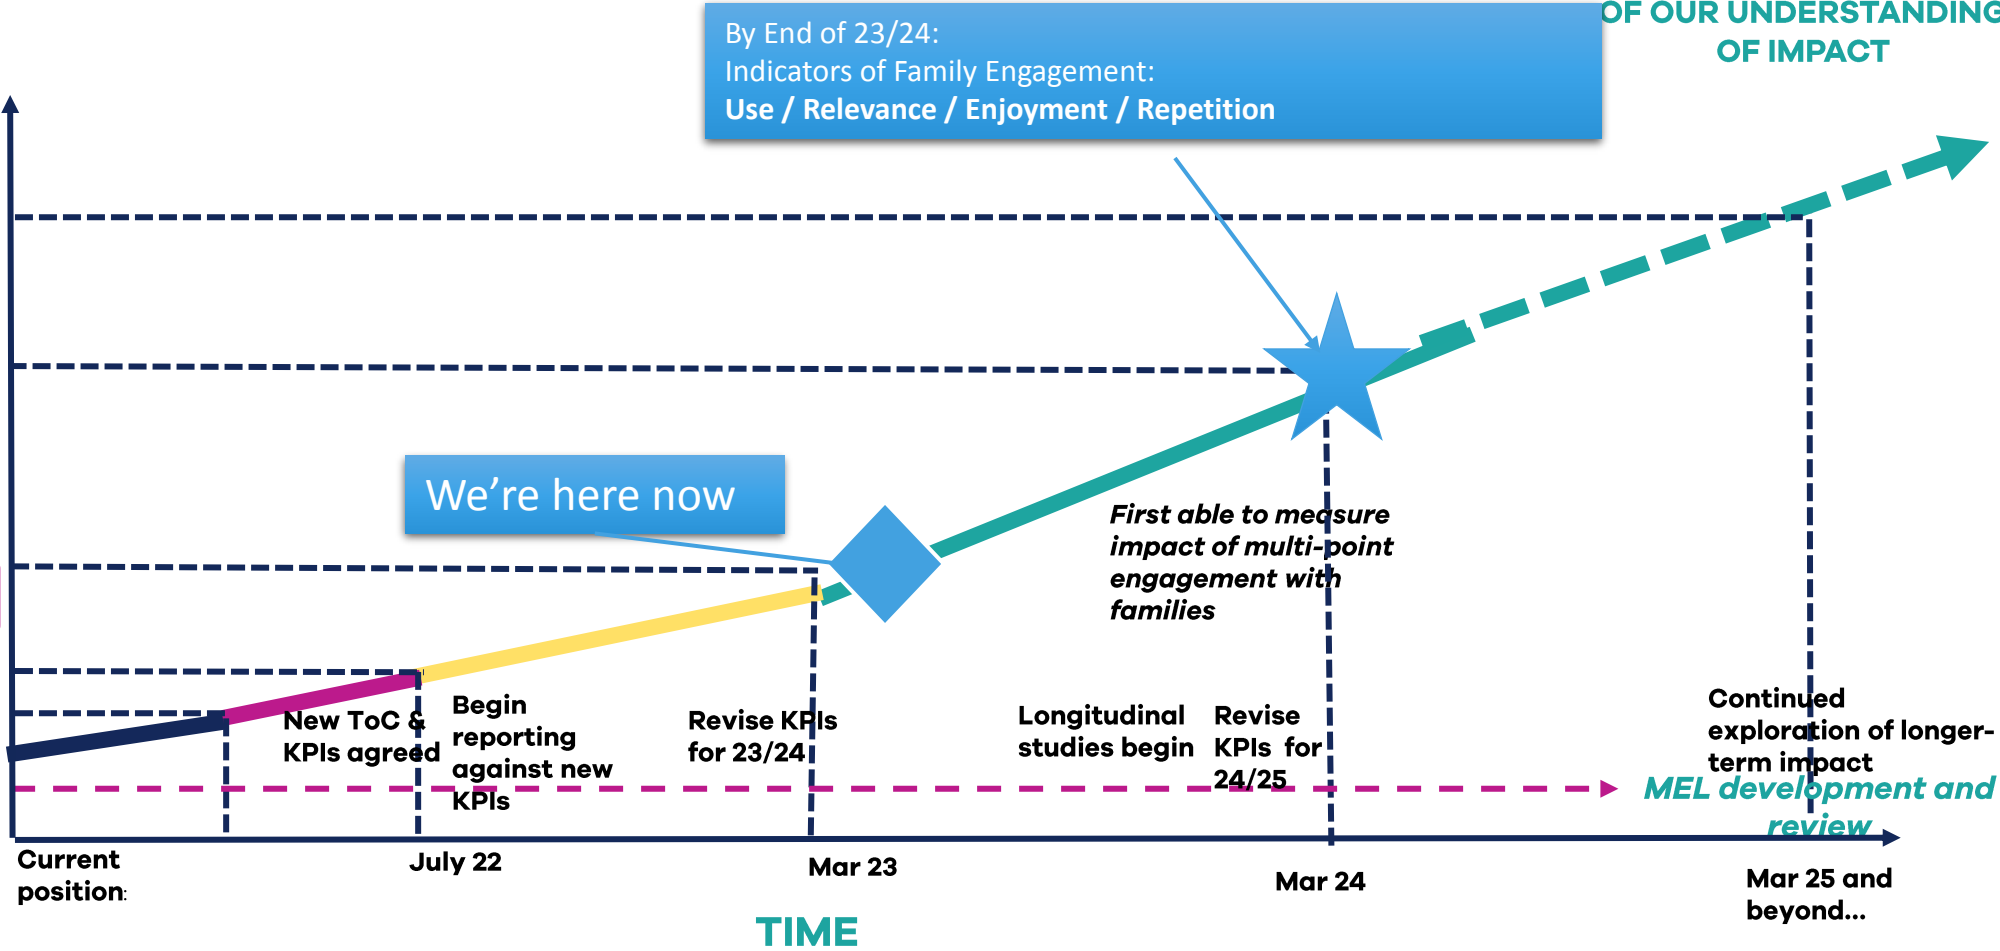 OF OUR UNDERSTANDING
OF IMPACT
By End of 23/24:
Indicators of Family Engagement:
Use / Relevance / Enjoyment / Repetition
We're here now
First able to measure
impact of multi-point
engagement with
families
New ToC &
KPIs agreed
Begin
reporting
against new
KPIs
Revise KPIs
for 23/24
Longitudinal
studies begin
Revise
KPIs for
24/25
Continued
exploration of longer-
term impact
MEL development and
review
Current
position:
July 22
Mar 23
Mar 24
Mar 25 and
beyond...
TIME